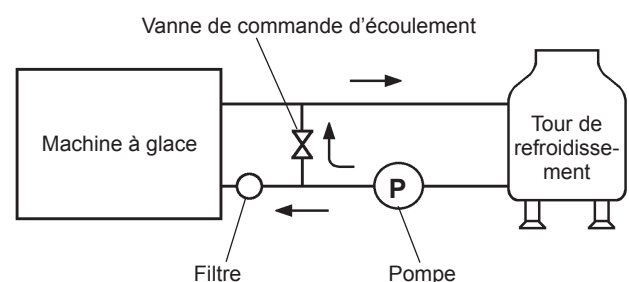 Vanne de commande d’écoulement
Machine à glace
Tour de
refroidisse-
ment
P
Filtre
Pompe